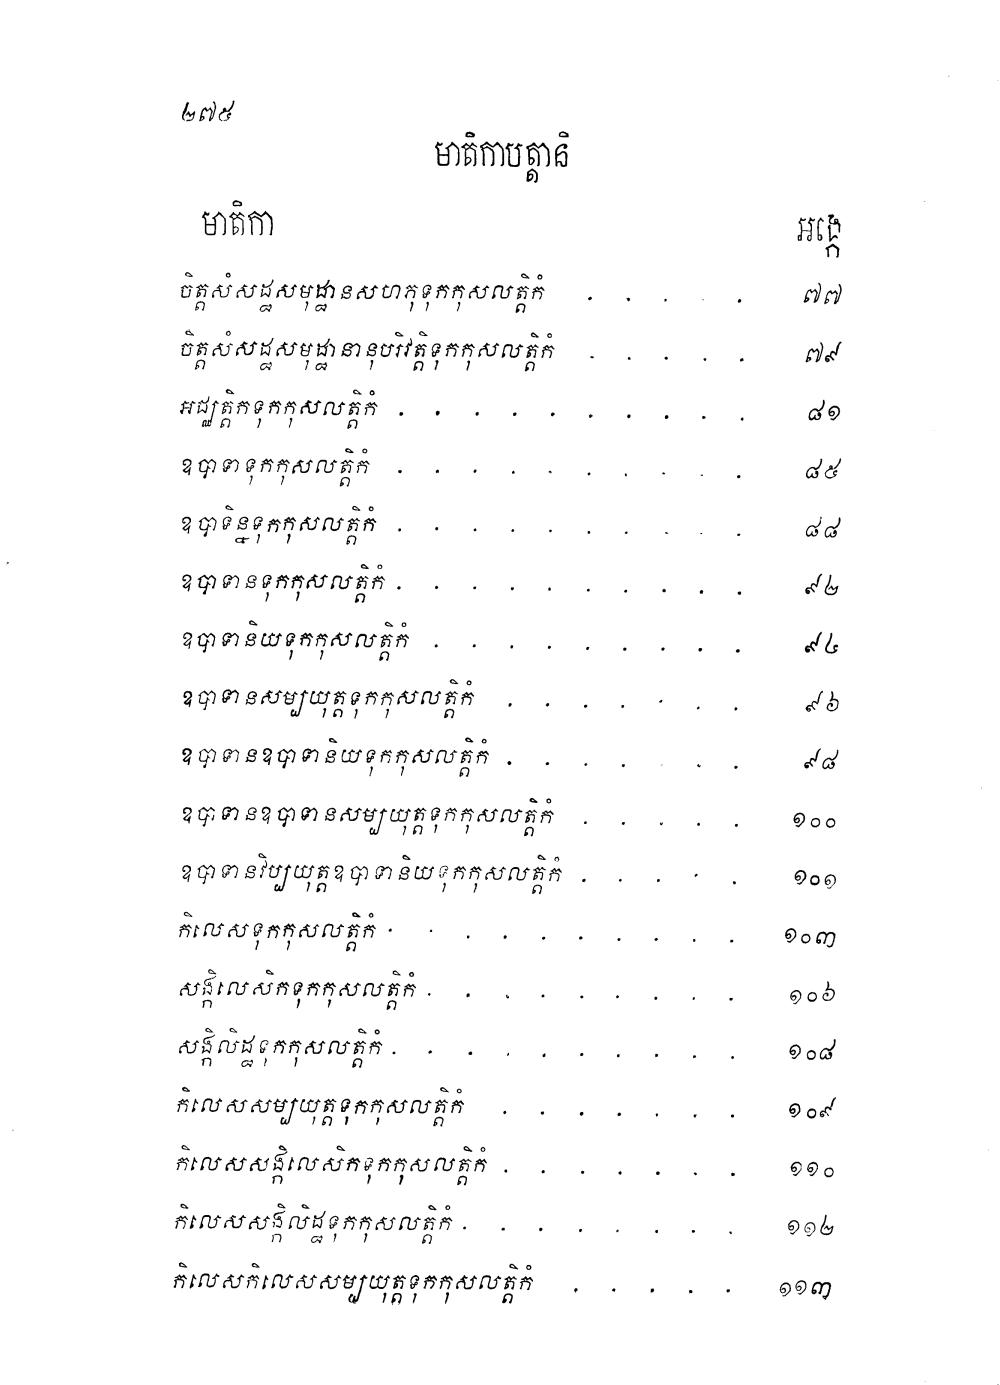 ២៧៥
មាតិកាបត្តានិ
មាតិកា អង្កេ
ចិត្តសំសដ្ឋសមុដ្ឋានសហភុទុកកុសលត្តិកំ . . . . . ៧៧
ចិត្តសំសដ្ឋសមុដ្ឋានានុបរិវត្តិទុកកុសលត្តិកំ . . . . . ៧៩
អជ្ឈត្តិកទុកកុសលត្តិកំ . . . . . . . . . . ៨១
ឧបាទាទុកកុសលត្តិកំ . . . . . . . . . . ៨៥
ឧបាទិន្នទុកកុសលត្តិកំ . . . . . . . . . . ៨៨
ឧបាទានទុកកុសលត្តិកំ . . . . . . . . . . ៩២
ឧបាទានិយទុកកុសលត្តិកំ . . . . . . . . . ៩៤
ឧបាទានសម្បយុត្តទុកកុសលត្តិកំ . . . . . . . ៩៦
ឧបាទានឧបាទានិយទុកកុសលត្តិកំ . . . . . . . ៩៨
ឧបាទានឧបាទានសម្បយុត្តទុកកុសលត្តិកំ . . . . . ១០០
ឧបាទានវិប្បយុត្តឧបាទានិយទុកកុសលត្តិកំ . . . . . ១០១
កិលេសទុកកុសលត្តិកំ . . . . . . . . . . ១០៣
សង្កិលេសិកទុកកុសលត្តិកំ . . . . . . . . . ១០៦
សង្កិលិដ្ឋទុកកុសលត្តិកំ . . . . . . . . . . ១០៨
កិលេសសម្បយុត្តទុកកុសលត្តិកំ . . . . . . . ១០៩
កិលេសសង្កិលេសិកទុកកុសលត្តិកំ . . . . . . . ១១០
កិលេសសង្កិលិដ្ឋទុកកុសលត្តិកំ . . . . . . . . ១១២
កិលេសកិលេសសម្បយុត្តទុកកុសលត្តិកំ . . . . . ១១៣